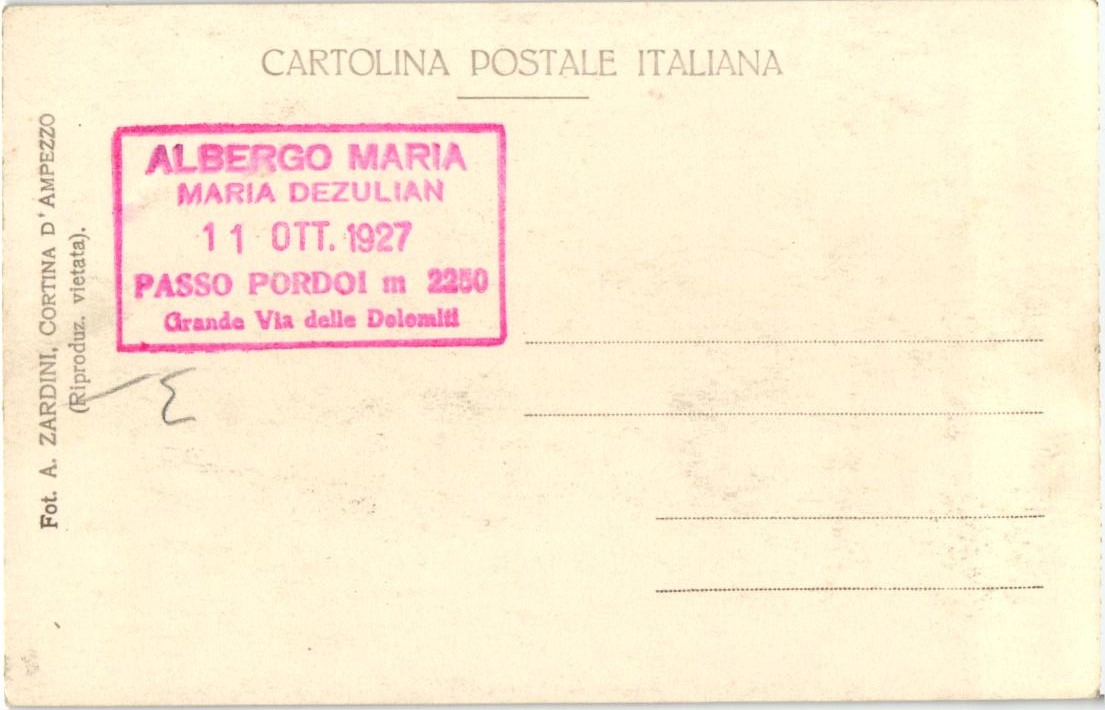 CARTOLINA POSTALE ITALIANA
ALBERGO MARIA
MARIA DEZULIAN
11 OTT. 1927
PASSO PORDOI m 2250
Grande Via delle Dolomiti
Fot. A. ZARDINI, CORTINA D'AMPEZZO
(Riproduz. vietata).